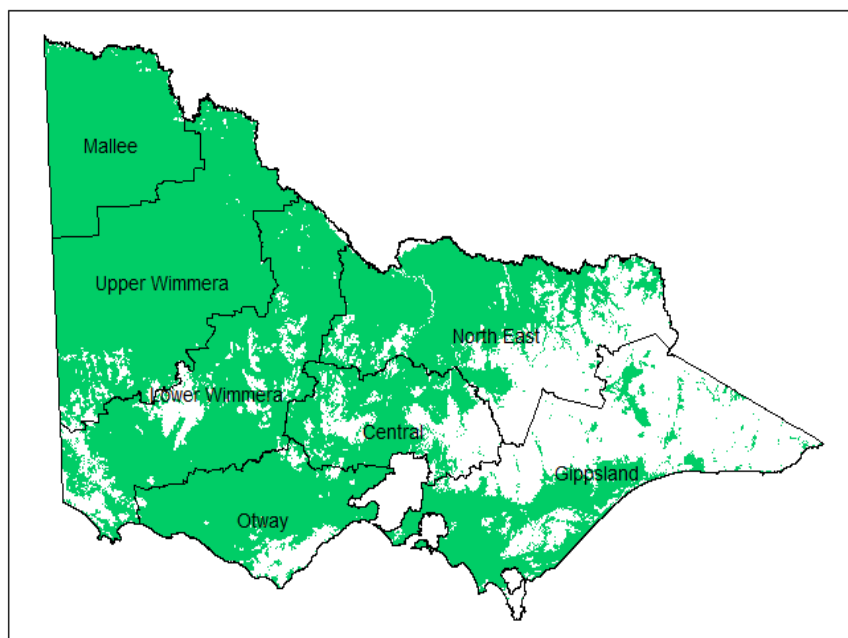 Mallee
Upper Wimmera
North East
Lower Wimmera
Central
Gippsland
Otway